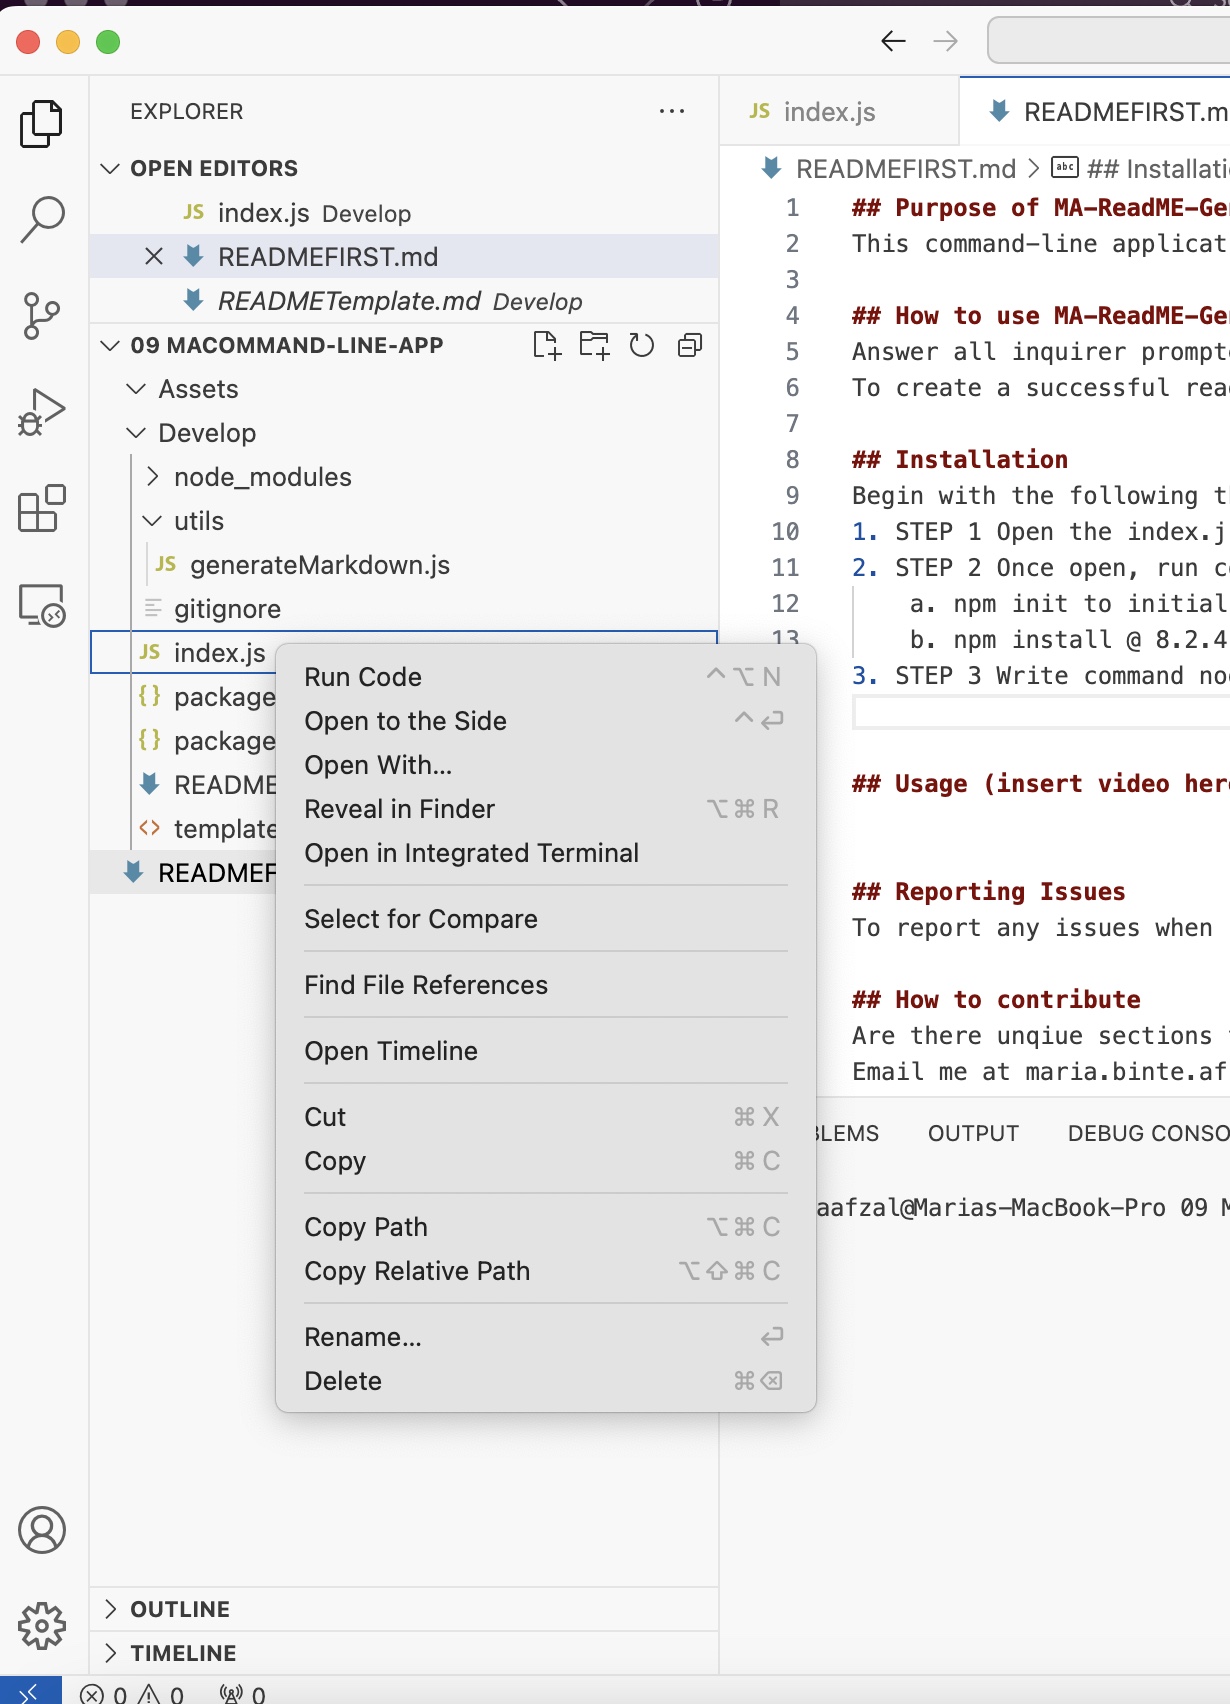 EXPLORER
OPEN EDITORS
JS index.js Develop
READMEFIRST.md
READMETemplate.md Develop
09 MACOMMAND-LINE-APP
Assets
Develop
node_modules
utils
JS generateMarkdown.js
gitignore
JS index.js
{} package
{} package
README
<> template
READMEF
Run Code ^⌥N
Open to the Side ^↩
Open With...
Reveal in Finder ⌥⌘R
Open in Integrated Terminal
Select for Compare
Find File References
Open Timeline
Cut ⌘X
Copy ⌘C
Copy Path ⌥⌘C
Copy Relative Path ⌥⇧⌘C
Rename... ↩
Delete ⌘⌫
OUTLINE
TIMELINE
0 0 0
JS index.js READMEFIRST.m
READMEFIRST.md > abc ## Installati
1 ## Purpose of MA-ReadME-Ge
2 This command-line applicat
3
4 ## How to use MA-ReadME-Ge
5 Answer all inquirer prompt
6 To create a successful rea
7
8 ## Installation
9 Begin with the following t
10 1. STEP 1 Open the index.j
11 2. STEP 2 Once open, run c
12 a. npm init to initial
13 b. npm install @ 8.2.4
3. STEP 3 Write command no
## Usage (insert video her
## Reporting Issues
To report any issues when
## How to contribute
Are there unqiue sections
Email me at maria.binte.af
BLEMS OUTPUT DEBUG CONSO
aafzal@Marias-MacBook-Pro 09 M